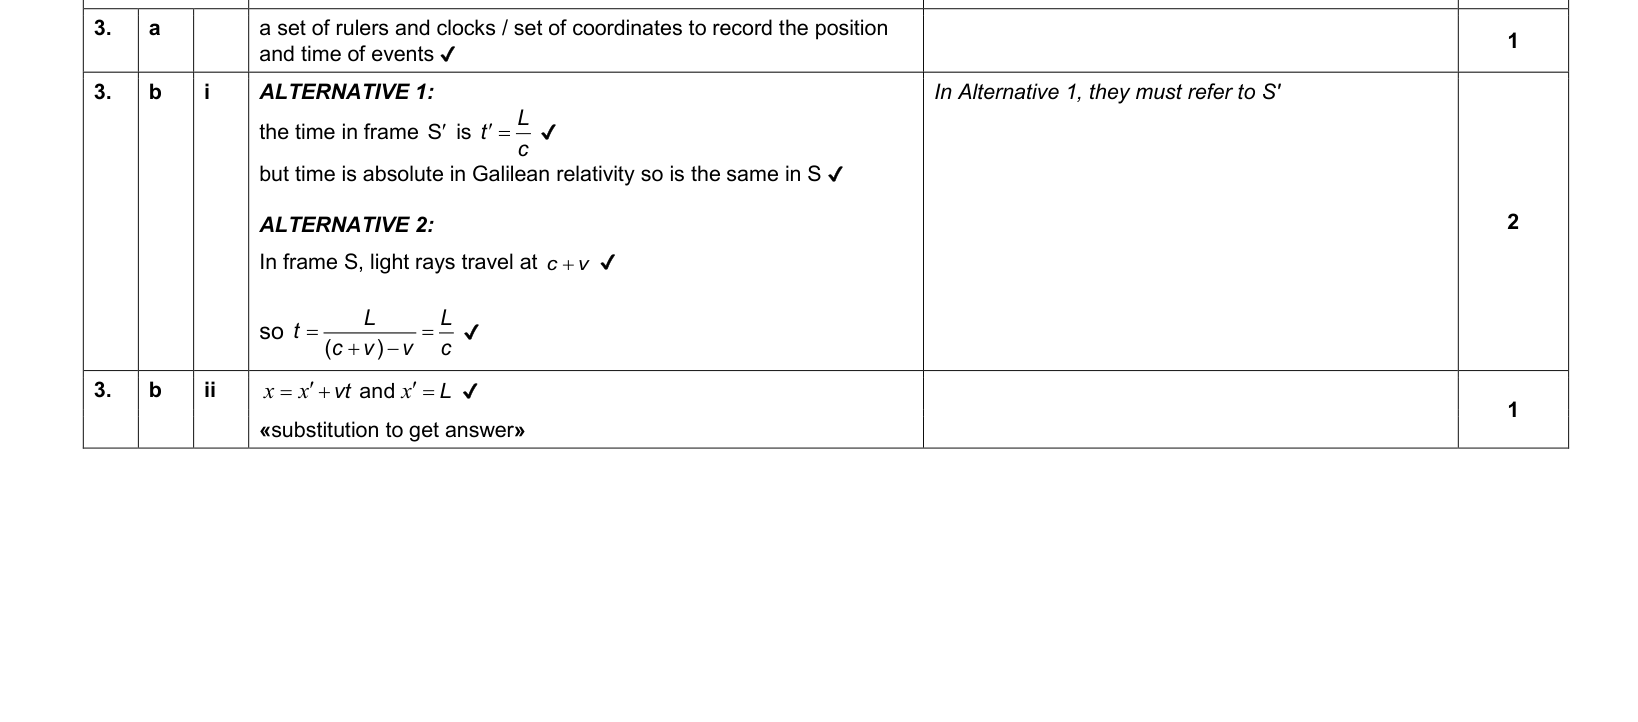 3. a a set of rulers and clocks / set of coordinates to record the position
and time of events ✓ 1
3. b i ALTERNATIVE 1: In Alternative 1, they must refer to S′
the time in frame S′ is t′ = L/c ✓
but time is absolute in Galilean relativity so is the same in S ✓
ALTERNATIVE 2: 2
In frame S, light rays travel at c + v ✓
so t = L/((c + v) − v) = L/c ✓
3. b ii x = x′ + vt and x′ = L ✓ 1
«substitution to get answer»